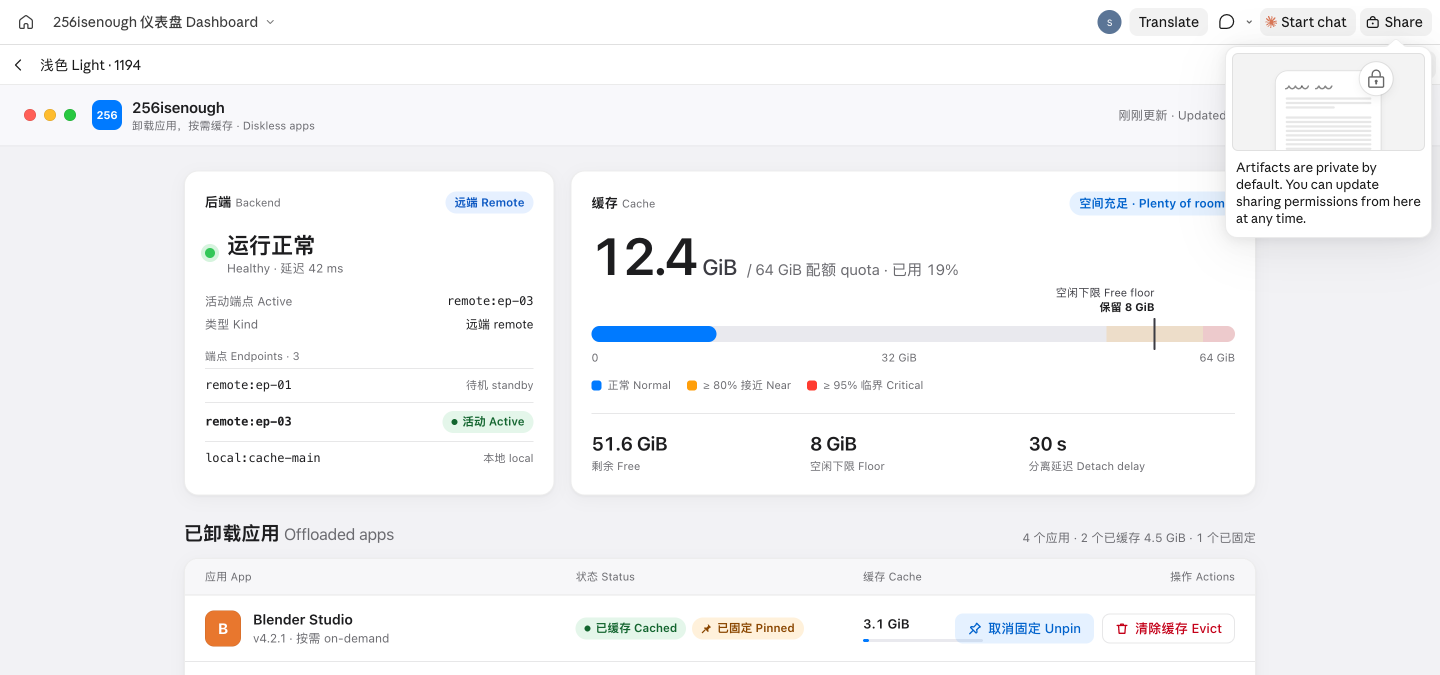 256isenough 仪表盘 Dashboard
s
Translate
Start chat
Share
浅色 Light · 1194
256
256isenough
卸载应用，按需缓存 · Diskless apps
刚刚更新 · Updated
Artifacts are private by
default. You can update
sharing permissions from here
at any time.
后端 Backend
远端 Remote
运行正常
Healthy · 延迟 42 ms
活动端点 Active
remote:ep-03
类型 Kind
远端 remote
端点 Endpoints · 3
remote:ep-01
待机 standby
remote:ep-03
活动 Active
local:cache-main
本地 local
缓存 Cache
空间充足 · Plenty of room
12.4 GiB / 64 GiB 配额 quota · 已用 19%
空闲下限 Free floor
保留 8 GiB
0
32 GiB
64 GiB
正常 Normal
≥ 80% 接近 Near
≥ 95% 临界 Critical
51.6 GiB
剩余 Free
8 GiB
空闲下限 Floor
30 s
分离延迟 Detach delay
已卸载应用 Offloaded apps
4 个应用 · 2 个已缓存 4.5 GiB · 1 个已固定
应用 App
状态 Status
缓存 Cache
操作 Actions
B
Blender Studio
v4.2.1 · 按需 on-demand
已缓存 Cached
已固定 Pinned
3.1 GiB
取消固定 Unpin
清除缓存 Evict